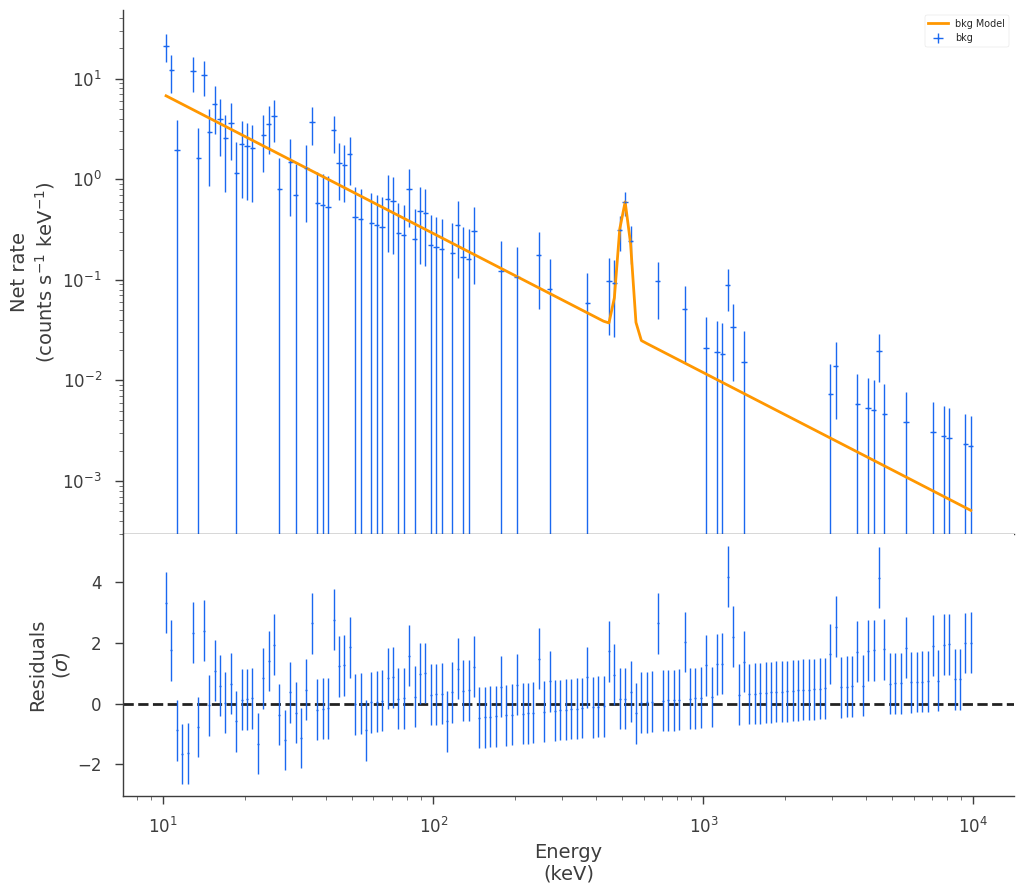 bkg Model
bkg
Net rate
(counts s⁻¹ keV⁻¹)
10¹
10⁰
10⁻¹
10⁻²
10⁻³
Residuals
(σ)
4
2
0
−2
10¹ 10² 10³ 10⁴
Energy
(keV)